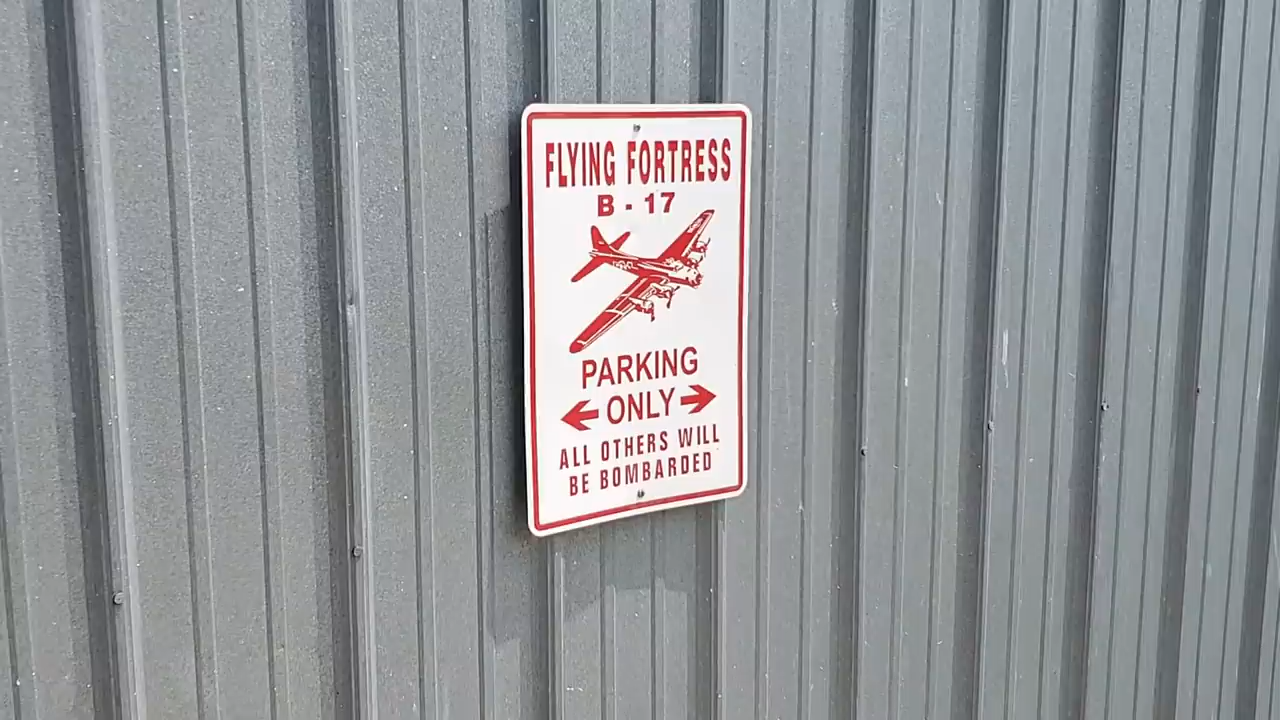 FLYING FORTRESS
B - 17
PARKING
ONLY
ALL OTHERS WILL
BE BOMBARDED